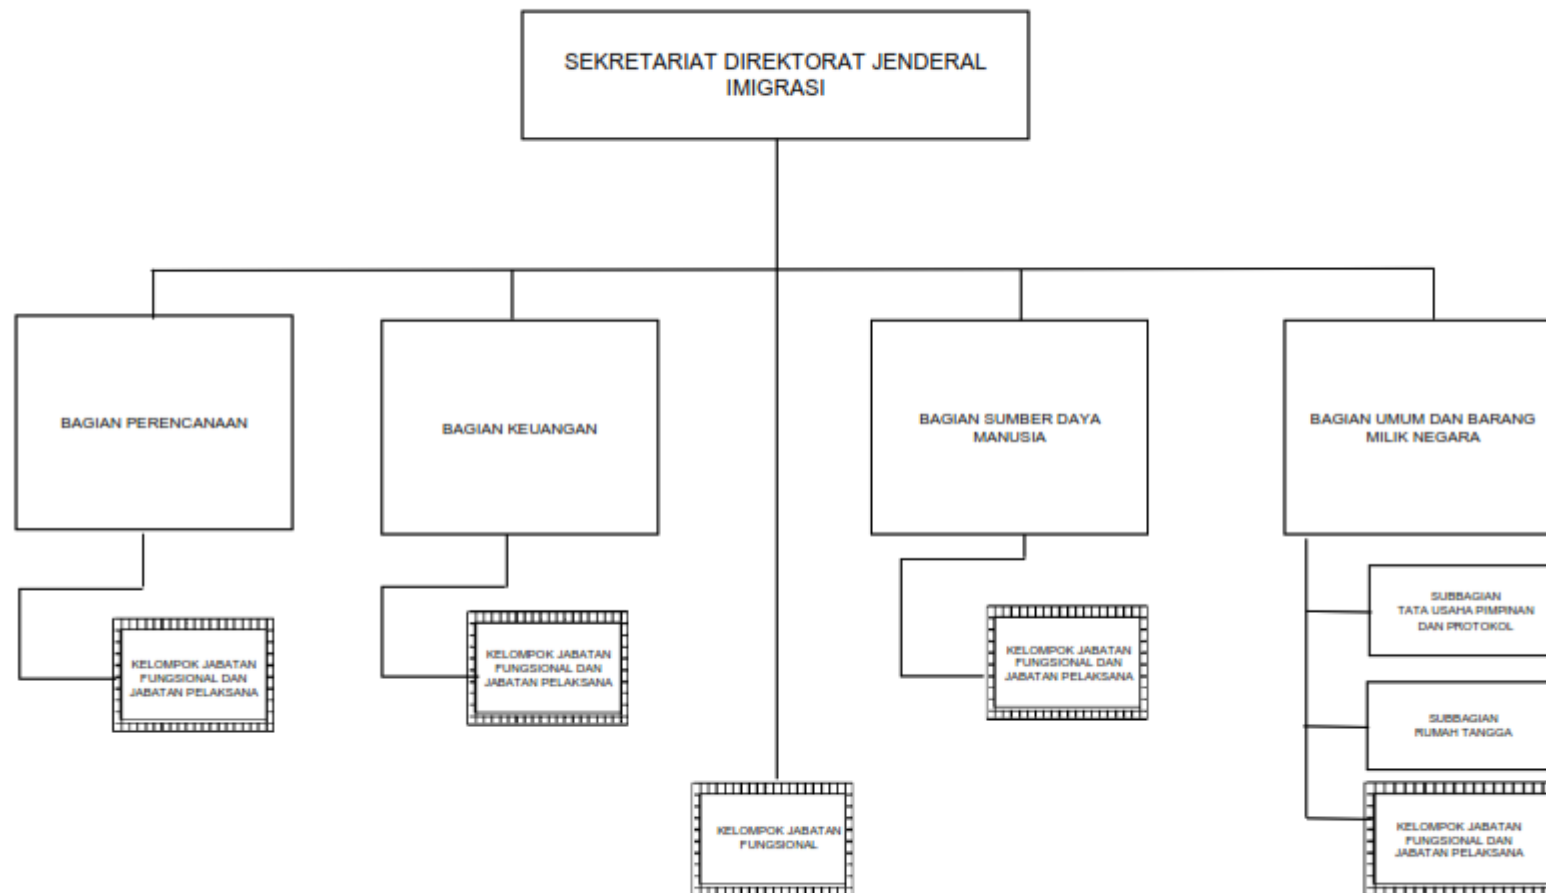 SEKRETARIAT DIREKTORAT JENDERAL
IMIGRASI
BAGIAN PERENCANAAN
BAGIAN KEUANGAN
BAGIAN SUMBER DAYA
MANUSIA
BAGIAN UMUM DAN BARANG
MILIK NEGARA
KELOMPOK JABATAN
FUNGSIONAL DAN
JABATAN PELAKSANA
KELOMPOK JABATAN
FUNGSIONAL DAN
JABATAN PELAKSANA
KELOMPOK JABATAN
FUNGSIONAL DAN
JABATAN PELAKSANA
SUBBAGIAN
TATA USAHA PIMPINAN
DAN PROTOKOL
SUBBAGIAN
RUMAH TANGGA
KELOMPOK JABATAN
FUNGSIONAL
KELOMPOK JABATAN
FUNGSIONAL DAN
JABATAN PELAKSANA